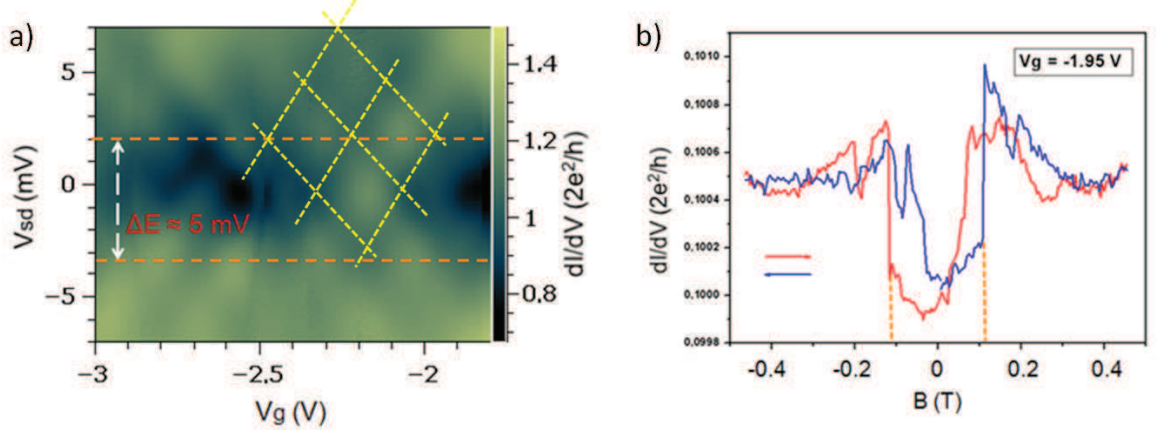 a)
5
0
−5
Vsd (mV)
ΔE ≈ 5 mV
−3
−2.5
−2
Vg (V)
1.4
1.2
1
0.8
dI/dV (2e²/h)
b)
Vg = -1.95 V
0,1010
0,1008
0,1006
0,1004
0,1002
0,1000
0,0998
dI/dV (2e²/h)
-0.4
-0.2
0
0.2
0.4
B (T)